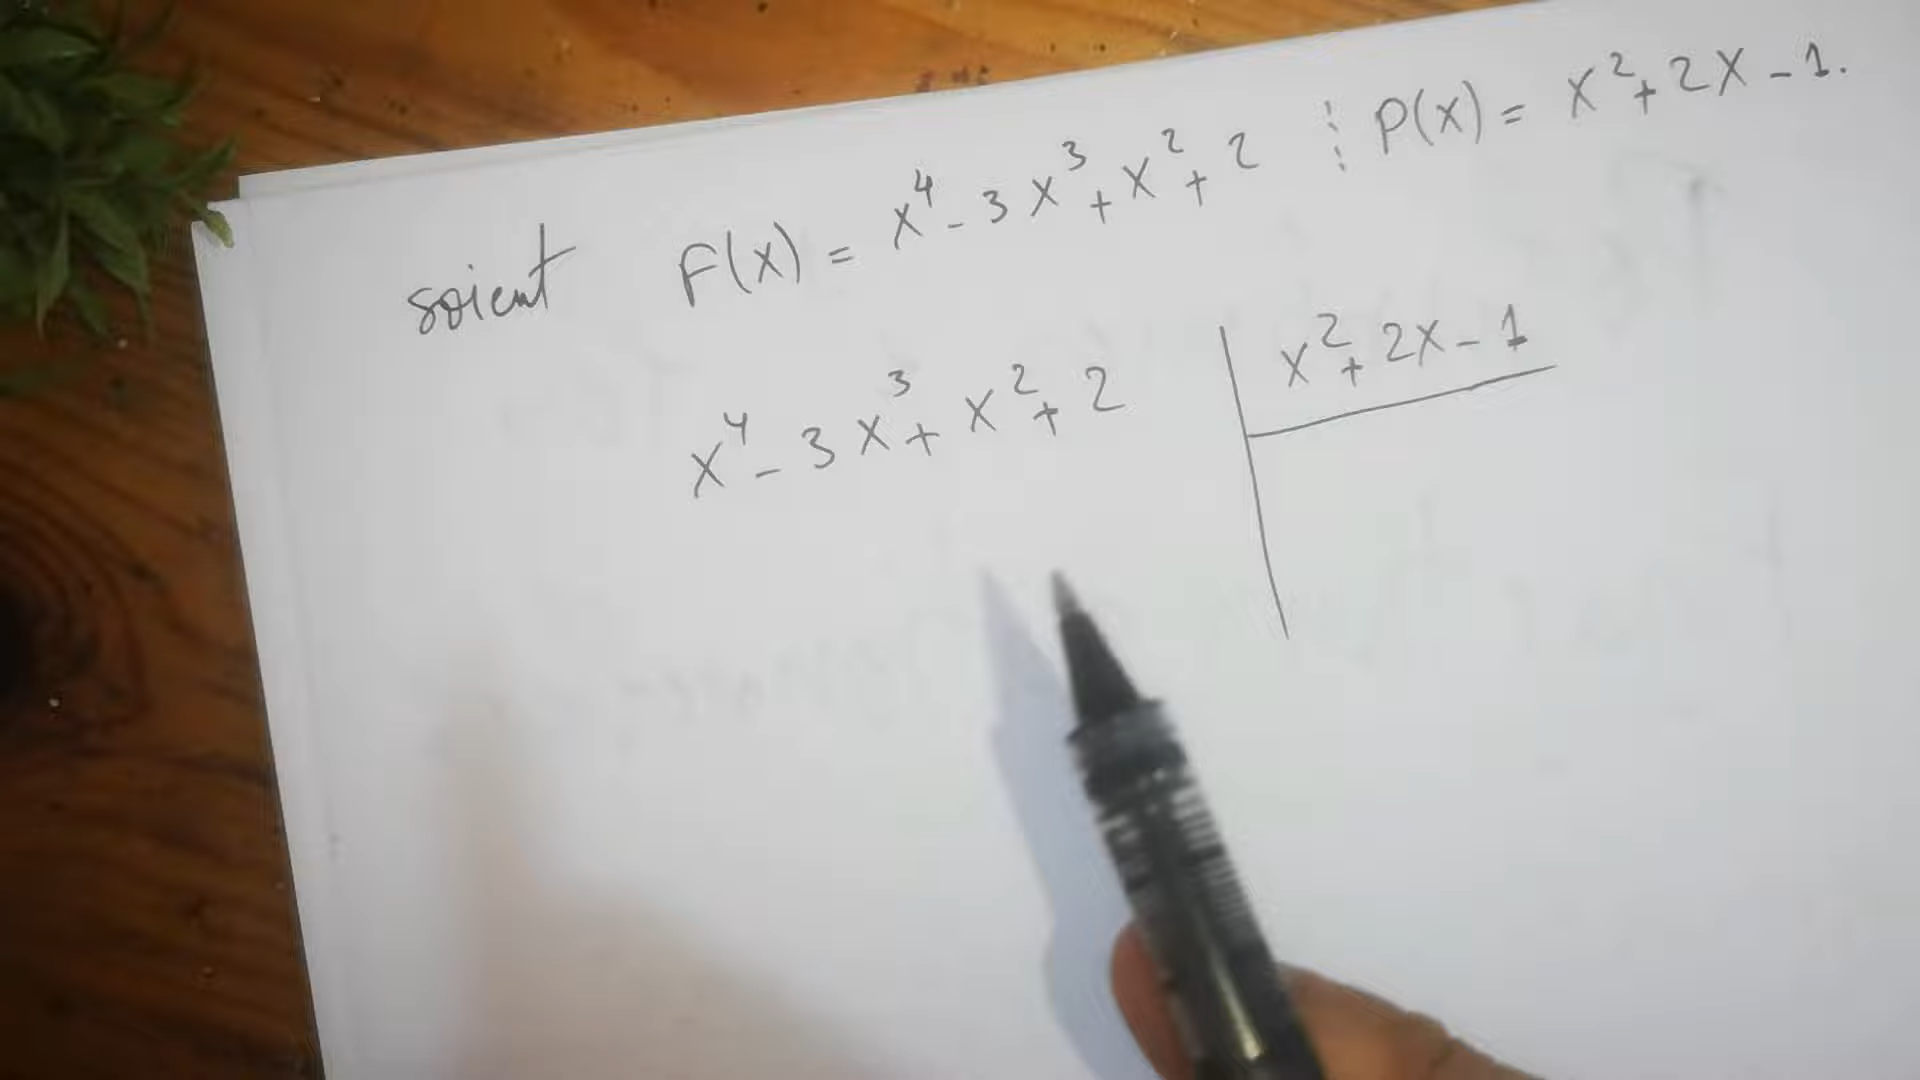 soient F(x) = x⁴ - 3x³ + x² + 2 ⋮ P(x) = x² + 2x - 1.
x⁴ - 3x³ + x² + 2 | x² + 2x - 1